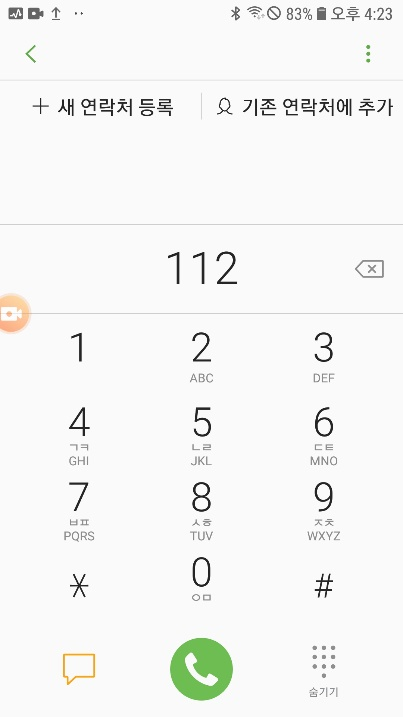 83% 오후 4:23
새 연락처 등록 기존 연락처에 추가
112
1 2 3
ABC DEF
4 5 6
ㄱㅋ ㄴㄹ ㄷㅌ
GHI JKL MNO
7 8 9
ㅂㅍ ㅅㅎ ㅈㅊ
PQRS TUV WXYZ
* 0 #
ㅇㅁ
숨기기